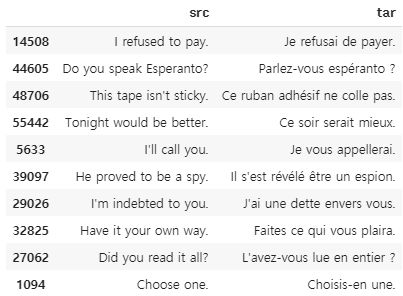 src tar
14508 I refused to pay. Je refusai de payer.
44605 Do you speak Esperanto? Parlez-vous espéranto ?
48706 This tape isn't sticky. Ce ruban adhésif ne colle pas.
55442 Tonight would be better. Ce soir serait mieux.
5633 I'll call you. Je vous appellerai.
39097 He proved to be a spy. Il s'est révélé être un espion.
29026 I'm indebted to you. J'ai une dette envers vous.
32825 Have it your own way. Faites ce qui vous plaira.
27062 Did you read it all? L'avez-vous lue en entier ?
1094 Choose one. Choisis-en une.